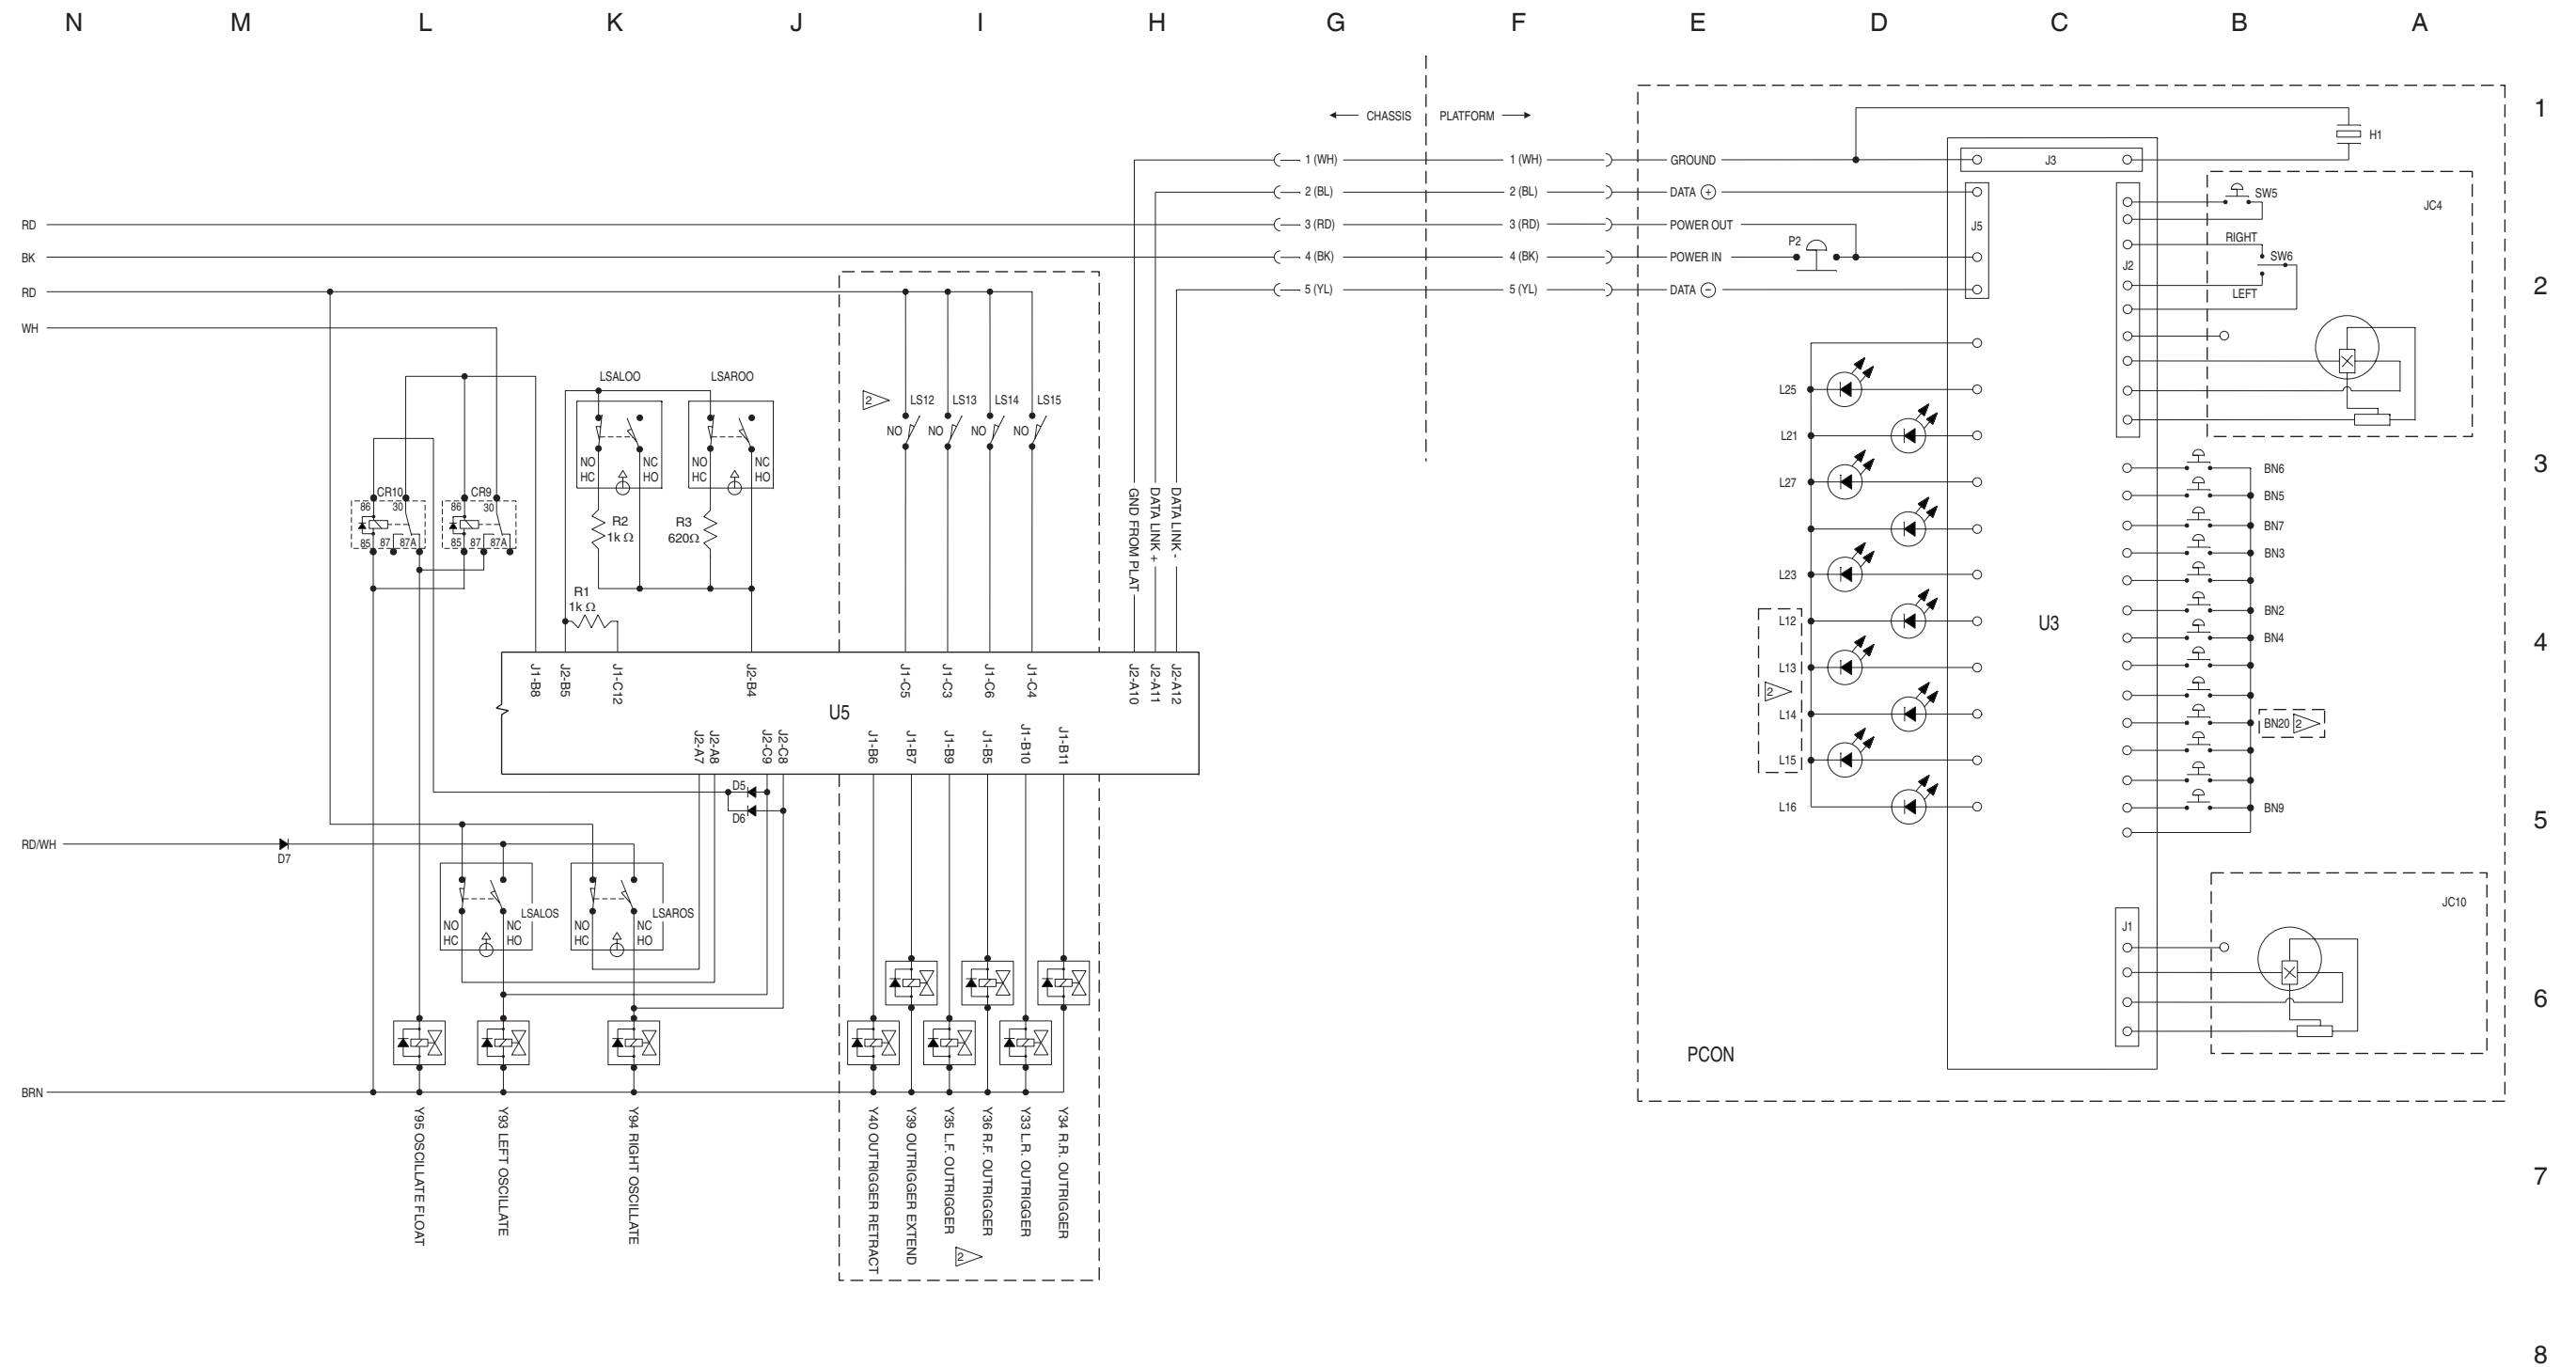 N M L K J I H G F E D C B A
1
CHASSIS PLATFORM
H1
1 (WH) 1 (WH) GROUND J3
2 (BL) 2 (BL) DATA + SW5 JC4
RD 3 (RD) 3 (RD) POWER OUT J5
RIGHT
BK 4 (BK) 4 (BK) POWER IN P2 J2 SW6
RD 5 (YL) 5 (YL) DATA - LEFT 2
WH
LSALOO LSAROO
2 LS12 LS13 LS14 LS15 L25
NO NO NO NO L21
NO NC NO NC 3
HC HO HC HO
BN6
L27
CR10 CR9 BN5
86 30 86 30
R2 R3 BN7
1k Ω 620Ω
85 87 87A 85 87 87A
GND FROM PLAT
DATA LINK +
DATA LINK -
BN3
L23
R1
1k Ω
BN2
L12 U3
BN4
4
L13
J1-B8 J2-B5 J1-C12 J2-B4 J1-C5 J1-C3 J1-C6 J1-C4 J2-A10 J2-A11 J2-A12
2
U5 L14 BN20 2
J2-A7 J2-A8 J2-C9 J2-C8 J1-B6 J1-B7 J1-B9 J1-B5 J1-B10 J1-B11
L15
D5
L16 BN9
D6
5
RD/WH
D7
LSALOS LSAROS JC10
NO NC NO NC J1
HC HO HC HO
6
PCON
BRN
Y95 OSCILLATE FLOAT
Y93 LEFT OSCILLATE
Y94 RIGHT OSCILLATE
Y40 OUTRIGGER RETRACT
Y39 OUTRIGGER EXTEND
Y35 L.F. OUTRIGGER
Y36 R.F. OUTRIGGER
Y33 L.R. OUTRIGGER
Y34 R.R. OUTRIGGER
7
2
8